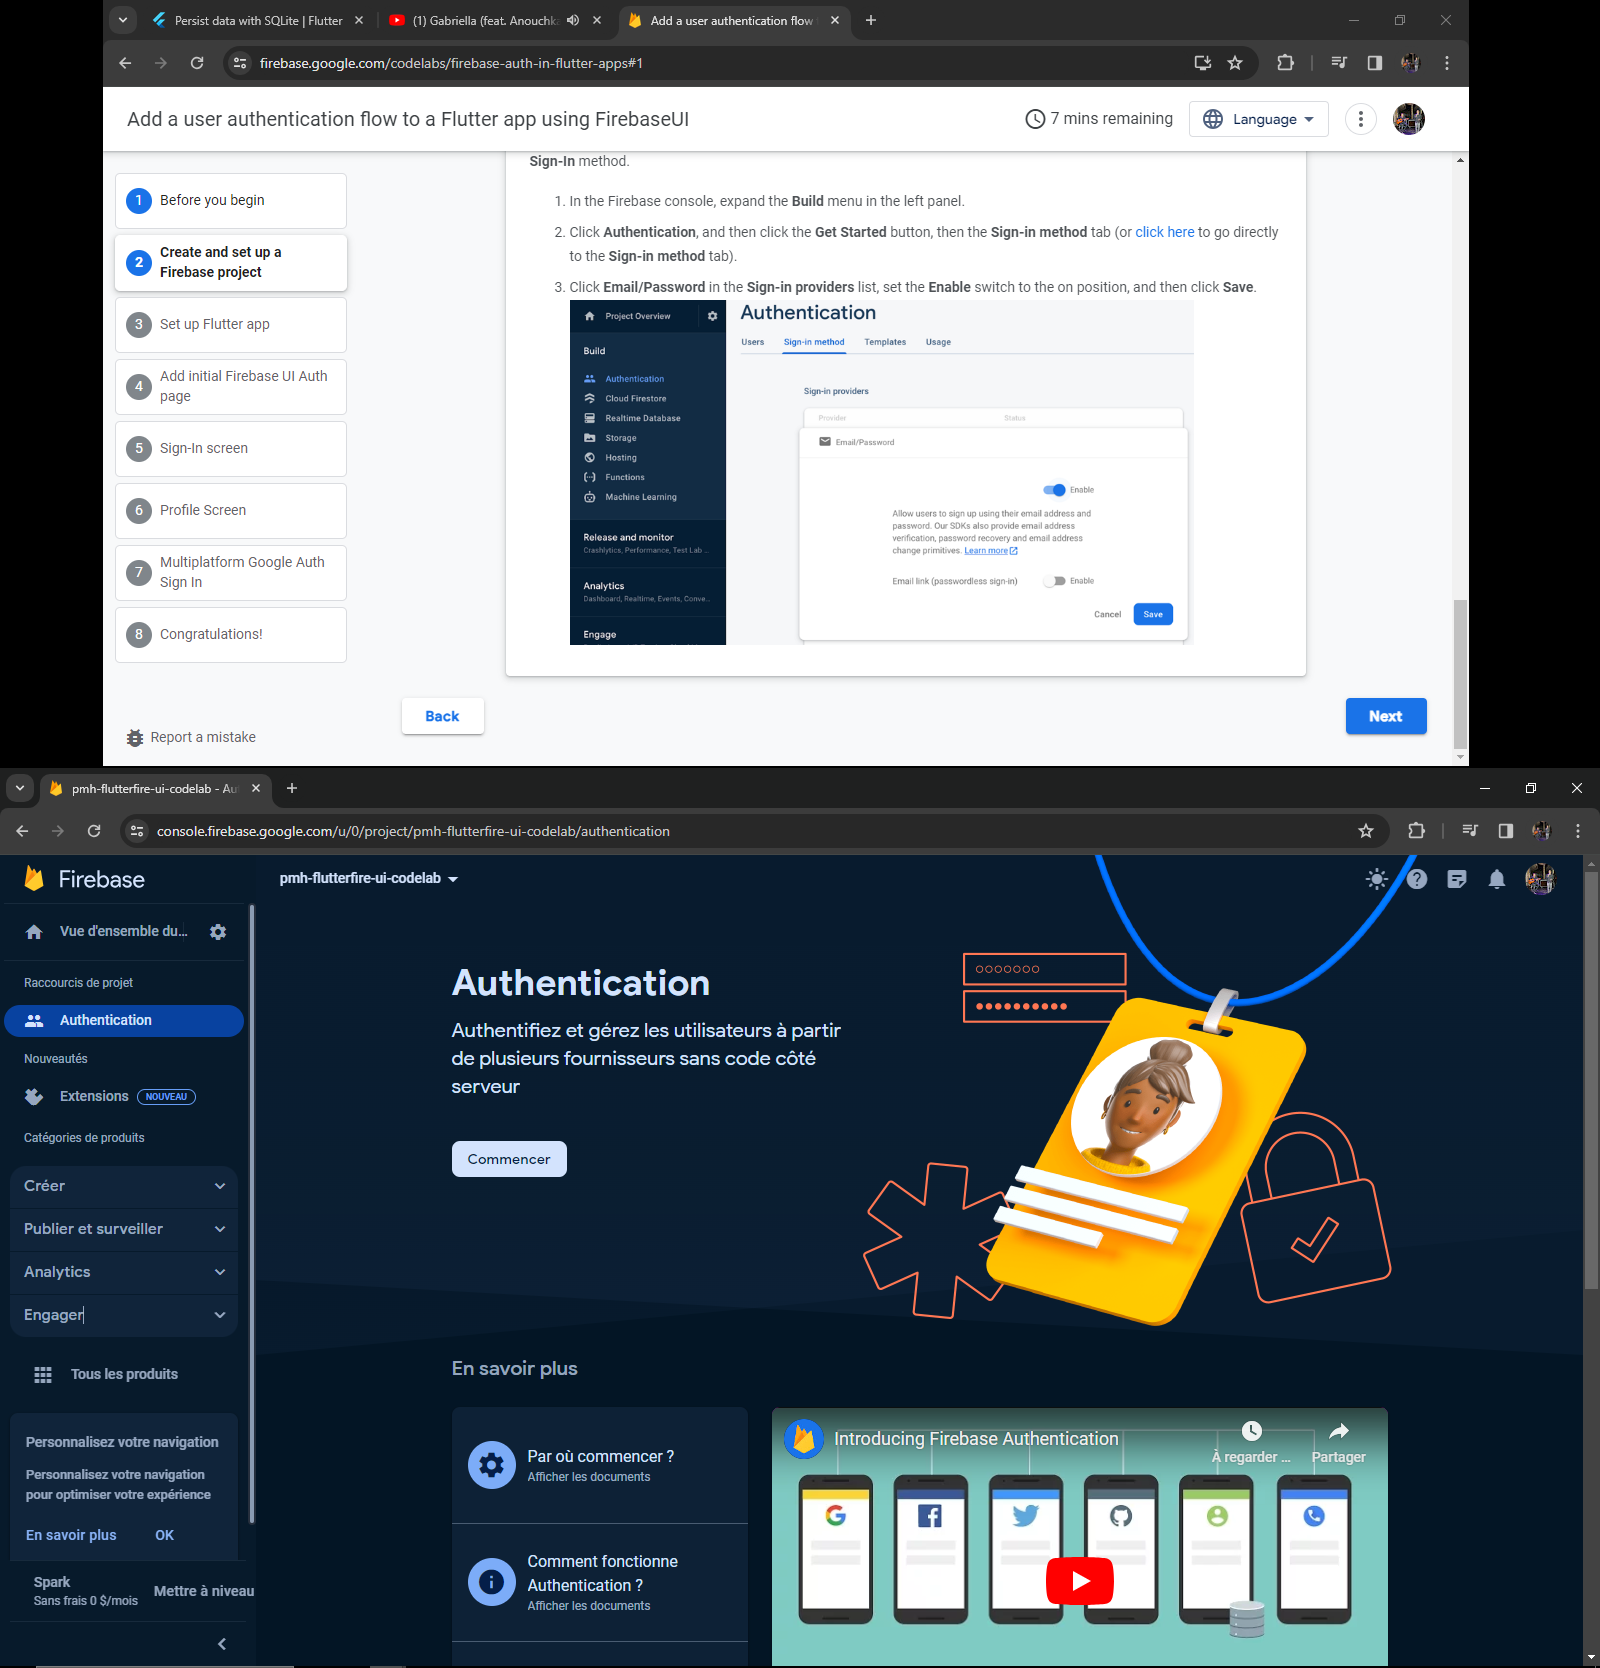 Persist data with SQLite | Flutter
(1) Gabriella (feat. Anouchka
Add a user authentication flow
firebase.google.com/codelabs/firebase-auth-in-flutter-apps#1
Add a user authentication flow to a Flutter app using FirebaseUI
7 mins remaining
Language
1 Before you begin
2 Create and set up a
Firebase project
3 Set up Flutter app
4 Add initial Firebase UI Auth
page
5 Sign-In screen
6 Profile Screen
7 Multiplatform Google Auth
Sign In
8 Congratulations!
Report a mistake
Sign-In method.
1. In the Firebase console, expand the Build menu in the left panel.
2. Click Authentication, and then click the Get Started button, then the Sign-in method tab (or click here to go directly
to the Sign-in method tab).
3. Click Email/Password in the Sign-in providers list, set the Enable switch to the on position, and then click Save.
Project Overview
Build
Authentication
Cloud Firestore
Realtime Database
Storage
Hosting
Functions
Machine Learning
Release and monitor
Crashlytics, Performance, Test Lab ...
Analytics
Dashboard, Realtime, Events, Conve...
Engage
Authentication
Users Sign-in method Templates Usage
Sign-in providers
Provider Status
Email/Password
Enable
Allow users to sign up using their email address and
password. Our SDKs also provide email address
verification, password recovery and email address
change primitives. Learn more
Email link (passwordless sign-in) Enable
Cancel Save
Back
Next
pmh-flutterfire-ui-codelab - Au
console.firebase.google.com/u/0/project/pmh-flutterfire-ui-codelab/authentication
Firebase
Vue d'ensemble du...
Raccourcis de projet
Authentication
Nouveautés
Extensions NOUVEAU
Catégories de produits
Créer
Publier et surveiller
Analytics
Engager
Tous les produits
Personnalisez votre navigation
Personnalisez votre navigation
pour optimiser votre expérience
En savoir plus OK
Spark
Sans frais 0 $/mois
Mettre à niveau
pmh-flutterfire-ui-codelab
Authentication
Authentifiez et gérez les utilisateurs à partir
de plusieurs fournisseurs sans code côté
serveur
Commencer
En savoir plus
Par où commencer ?
Afficher les documents
Comment fonctionne
Authentication ?
Afficher les documents
Introducing Firebase Authentication
À regarder ...
Partager